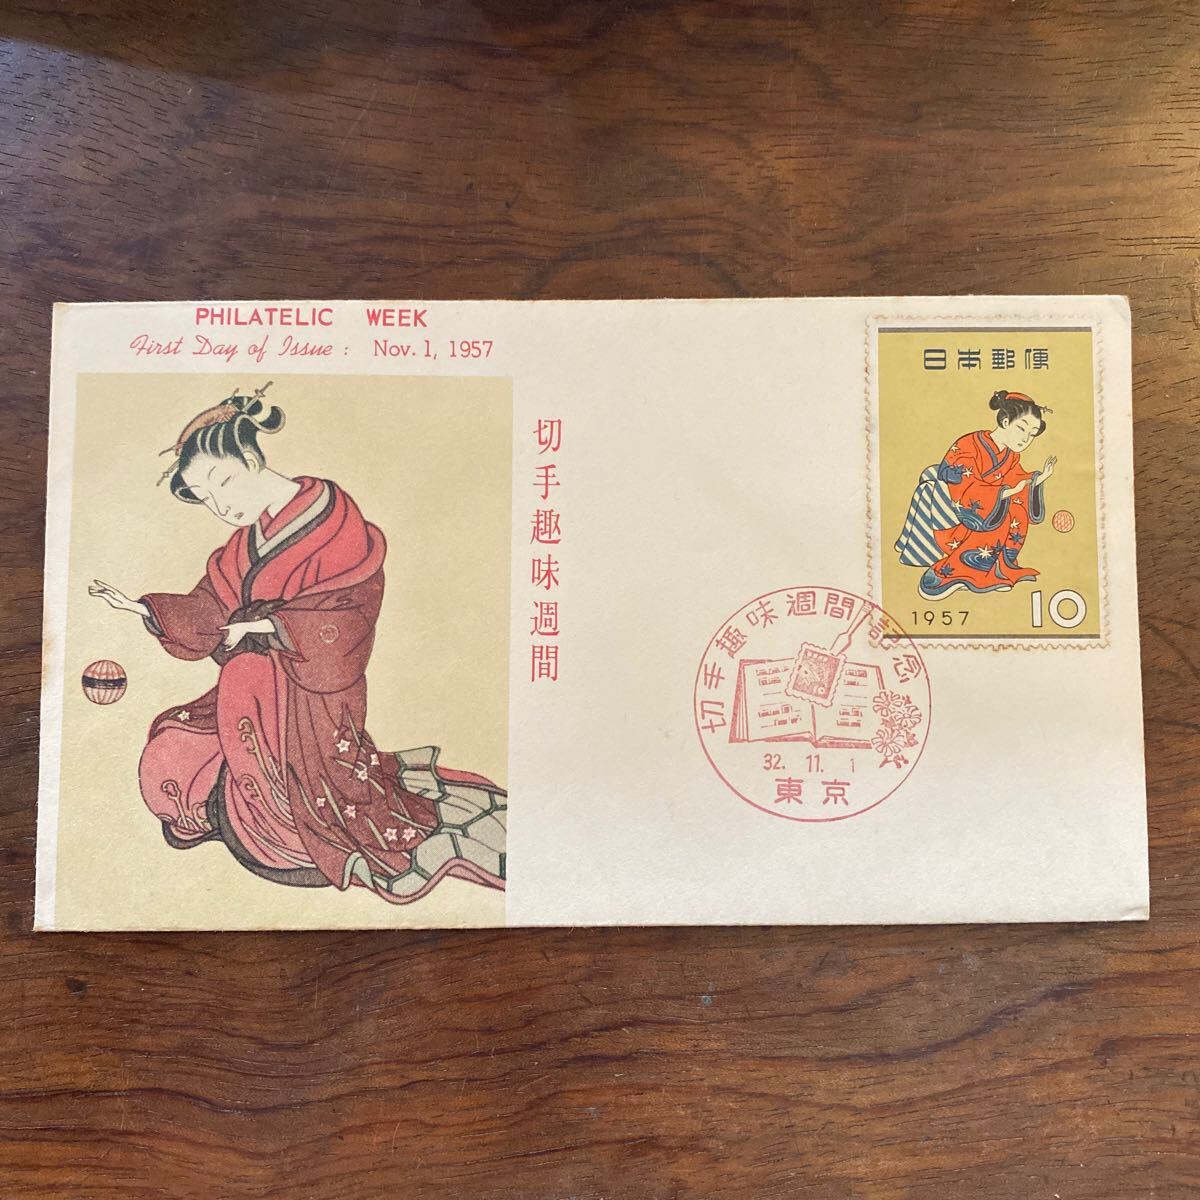 PHILATELIC WEEK
First Day of Issue : Nov. 1, 1957
切手趣味週間
日本郵便
1957 10
切手趣味週間記念
32. 11. 1
東京